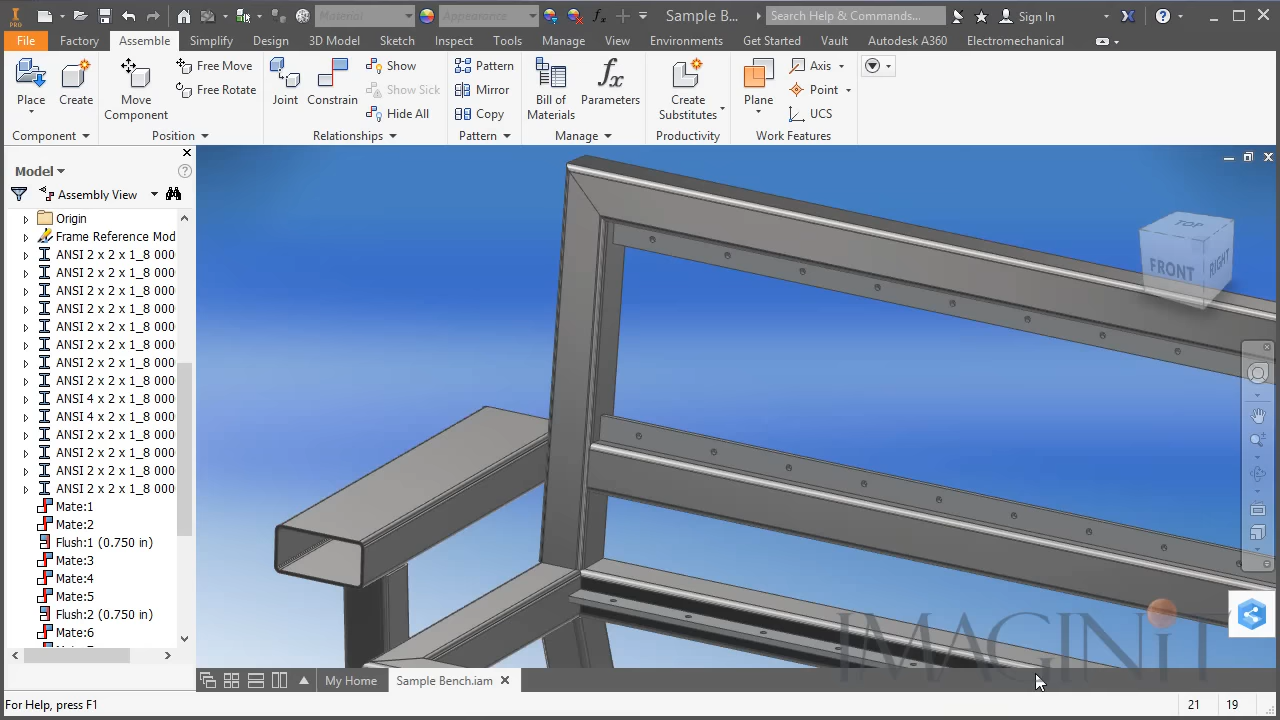 PRO
Material
Appearance
fx
Sample B...
Search Help & Commands...
Sign In
File
Factory
Assemble
Simplify
Design
3D Model
Sketch
Inspect
Tools
Manage
View
Environments
Get Started
Vault
Autodesk A360
Electromechanical
Place
Create
Component
Move
Component
Free Move
Free Rotate
Position
Joint
Constrain
Show
Show Sick
Hide All
Relationships
Pattern
Mirror
Copy
Pattern
Bill of
Materials
fx
Parameters
Manage
Create
Substitutes
Productivity
Plane
Axis
Point
UCS
Work Features
Model
Assembly View
Origin
Frame Reference Mod
ANSI 2 x 2 x 1_8 000
ANSI 2 x 2 x 1_8 000
ANSI 2 x 2 x 1_8 000
ANSI 2 x 2 x 1_8 000
ANSI 2 x 2 x 1_8 000
ANSI 2 x 2 x 1_8 000
ANSI 2 x 2 x 1_8 000
ANSI 2 x 2 x 1_8 000
ANSI 4 x 2 x 1_8 000
ANSI 4 x 2 x 1_8 000
ANSI 2 x 2 x 1_8 000
ANSI 2 x 2 x 1_8 000
ANSI 2 x 2 x 1_8 000
ANSI 2 x 2 x 1_8 000
Mate:1
Mate:2
Flush:1 (0.750 in)
Mate:3
Mate:4
Mate:5
Flush:2 (0.750 in)
Mate:6
TOP
FRONT
RIGHT
IMAGINiT
My Home
Sample Bench.iam
For Help, press F1
21
19